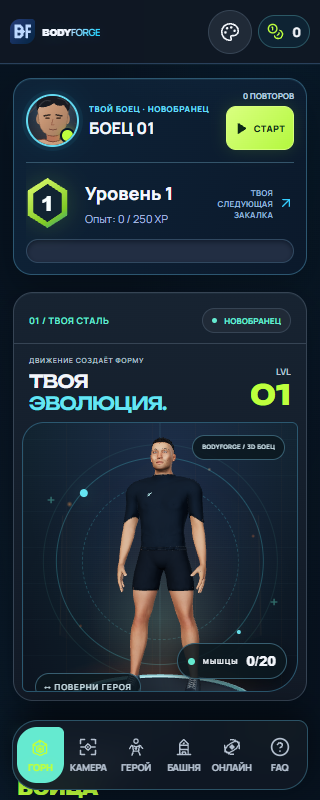 BF BODYFORGE
0
0 ПОВТОРОВ
ТВОЙ БОЕЦ · НОВОБРАНЕЦ
БОЕЦ 01
СТАРТ
1
Уровень 1
Опыт: 0 / 250 XP
ТВОЯ
СЛЕДУЮЩАЯ
ЗАКАЛКА
01 / ТВОЯ СТАЛЬ
НОВОБРАНЕЦ
ДВИЖЕНИЕ СОЗДАЁТ ФОРМУ
ТВОЯ
ЭВОЛЮЦИЯ.
LVL
01
BODYFORGE / 3D БОЕЦ
МЫШЦЫ 0/20
↔ ПОВЕРНИ ГЕРОЯ
ГОРН КАМЕРА ГЕРОЙ БАШНЯ ОНЛАЙН FAQ
БОЙЦА